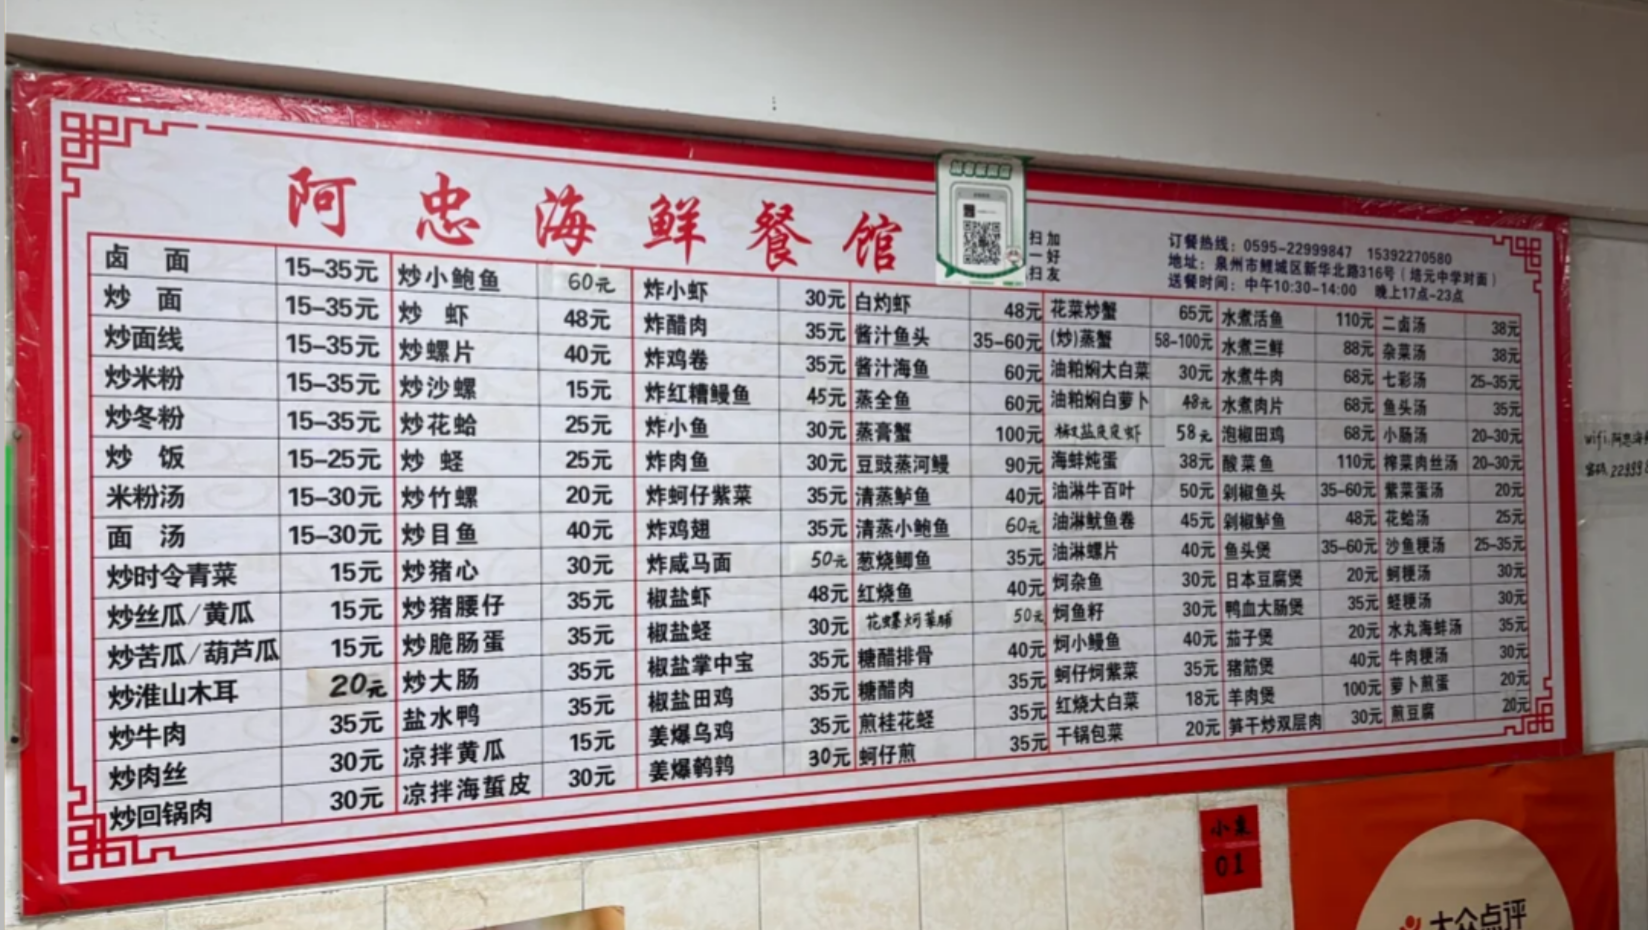 阿忠海鲜餐馆
扫加
一好
扫友
订餐热线：0595-22999847 15392270580
地址：泉州市鲤城区新华北路316号（培元中学对面）
送餐时间：中午10:30-14:00 晚上17点-23点
卤面 15-35元
炒面 15-35元
炒面线 15-35元
炒米粉 15-35元
炒冬粉 15-35元
炒饭 15-25元
米粉汤 15-30元
面汤 15-30元
炒时令青菜 15元
炒丝瓜/黄瓜 15元
炒苦瓜/葫芦瓜 15元
炒淮山木耳 20元
炒牛肉 35元
炒肉丝 30元
炒回锅肉 30元
炒小鲍鱼 60元
炒虾 48元
炒螺片 40元
炒沙螺 15元
炒花蛤 25元
炒蛏 25元
炒竹螺 20元
炒目鱼 40元
炒猪心 30元
炒猪腰仔 35元
炒脆肠蛋 35元
炒大肠 35元
盐水鸭 35元
凉拌黄瓜 15元
凉拌海蜇皮 30元
炸小虾 30元
炸醋肉 35元
炸鸡卷 35元
炸红糟鳗鱼 45元
炸小鱼 30元
炸肉鱼 30元
炸蚵仔紫菜 35元
炸鸡翅 35元
炸咸马面 50元
椒盐虾 48元
椒盐蛏 30元
椒盐掌中宝 35元
椒盐田鸡 35元
姜爆乌鸡 35元
姜爆鹌鹑 30元
白灼虾 48元
酱汁鱼头 35-60元
酱汁海鱼 60元
蒸全鱼 60元
蒸膏蟹 100元
豆豉蒸河鳗 90元
清蒸鲈鱼 40元
清蒸小鲍鱼 60元
葱烧鲫鱼 35元
红烧鱼 40元
花螺炣菜脯 50元
糖醋排骨 40元
糖醋肉 35元
煎桂花蛏 35元
蚵仔煎 35元
花菜炒蟹 65元
(炒)蒸蟹 58-100元
油粕焖大白菜 30元
油粕焖白萝卜 48元
椒盐皮皮虾 58元
海蚌炖蛋 38元
油淋牛百叶 50元
油淋鱿鱼卷 45元
油淋螺片 40元
炣杂鱼 30元
炣鱼籽 30元
炣小鳗鱼 40元
蚵仔炣紫菜 35元
红烧大白菜 18元
干锅包菜 20元
水煮活鱼 110元
水煮三鲜 88元
水煮牛肉 68元
水煮肉片 68元
泡椒田鸡 68元
酸菜鱼 110元
剁椒鱼头 35-60元
剁椒鲈鱼 48元
鱼头煲 35-60元
日本豆腐煲 20元
鸭血大肠煲 35元
茄子煲 20元
猪筋煲 40元
羊肉煲 100元
笋干炒双层肉 30元
二卤汤 38元
杂菜汤 38元
七彩汤 25-35元
鱼头汤 35元
小肠汤 20-30元
榨菜肉丝汤 20-30元
紫菜蛋汤 20元
花蛤汤 25元
沙鱼粳汤 25-35元
蚵粳汤 30元
蛏粳汤 30元
水丸海蚌汤 35元
牛肉粳汤 30元
萝卜煎蛋 20元
煎豆腐 20元
wifi.阿忠海
密码.22999
01
大众点评